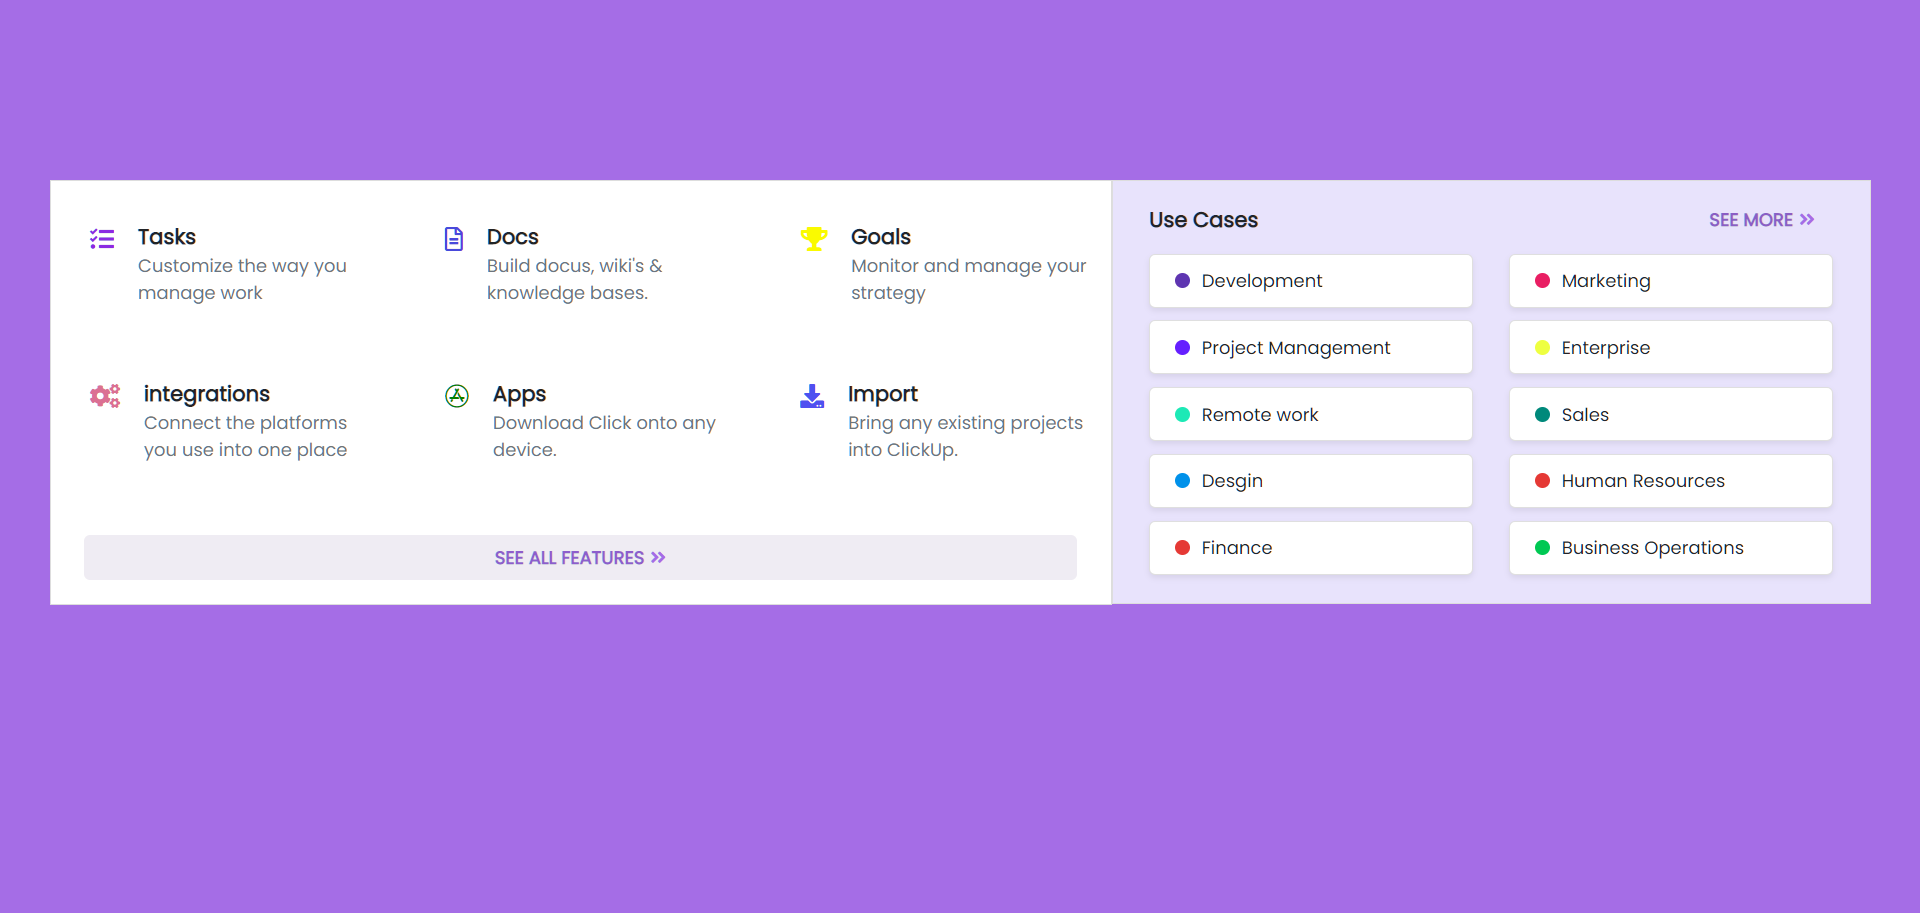 Tasks
Customize the way you
manage work
Docs
Build docus, wiki's &
knowledge bases.
Goals
Monitor and manage your
strategy
integrations
Connect the platforms
you use into one place
Apps
Download Click onto any
device.
Import
Bring any existing projects
into ClickUp.
SEE ALL FEATURES
Use Cases
SEE MORE
Development
Marketing
Project Management
Enterprise
Remote work
Sales
Desgin
Human Resources
Finance
Business Operations